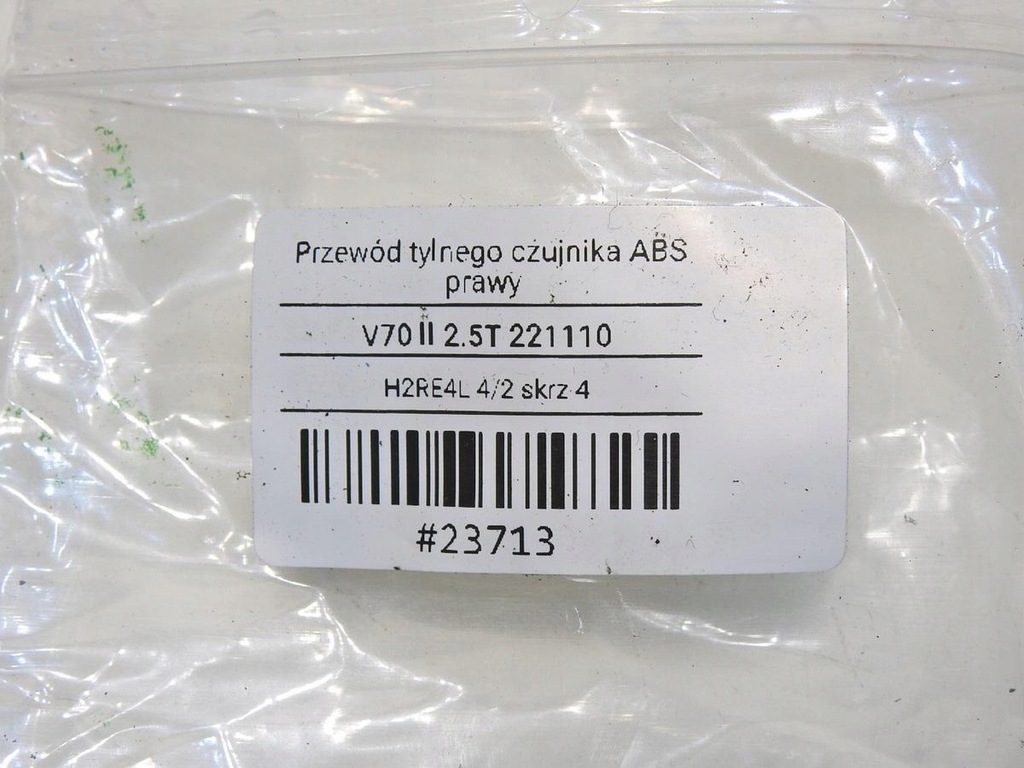 Przewód tylnego czujnika ABS
prawy
V70 II 2.5T 221110
H2RE4L 4/2 skrz 4
#23713